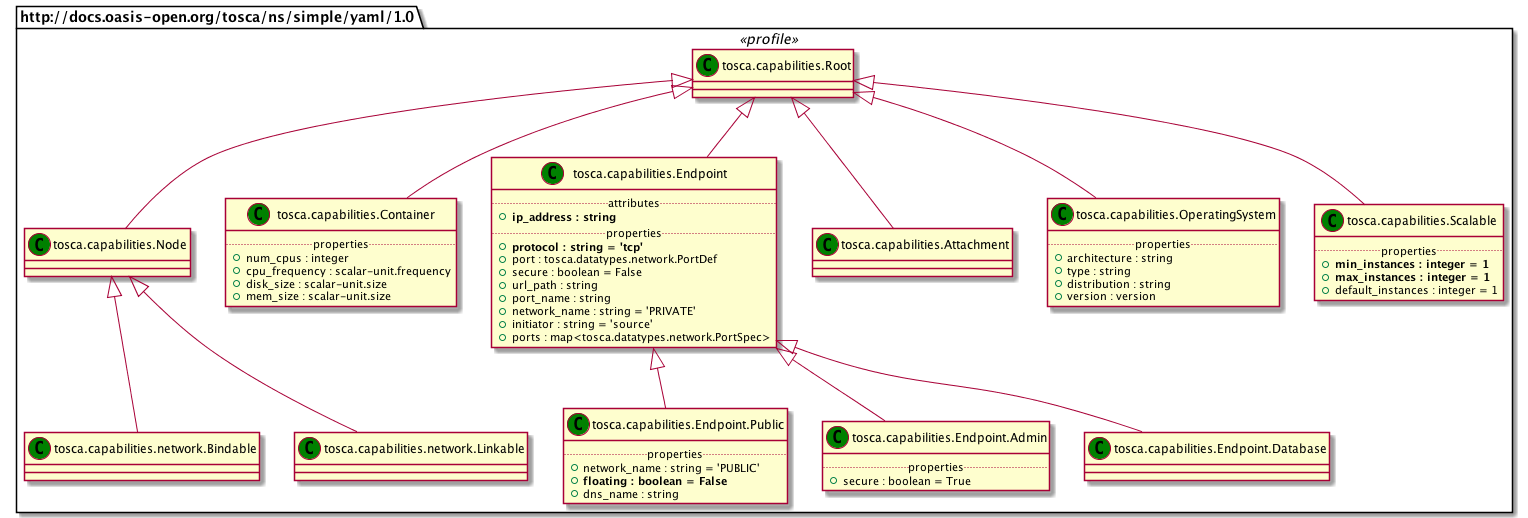 http://docs.oasis-open.org/tosca/ns/simple/yaml/1.0
«profile»
C tosca.capabilities.Root
C tosca.capabilities.Node
C tosca.capabilities.Container
properties
num_cpus : integer
cpu_frequency : scalar-unit.frequency
disk_size : scalar-unit.size
mem_size : scalar-unit.size
C tosca.capabilities.Endpoint
attributes
ip_address : string
properties
protocol : string = 'tcp'
port : tosca.datatypes.network.PortDef
secure : boolean = False
url_path : string
port_name : string
network_name : string = 'PRIVATE'
initiator : string = 'source'
ports : map<tosca.datatypes.network.PortSpec>
C tosca.capabilities.Attachment
C tosca.capabilities.OperatingSystem
properties
architecture : string
type : string
distribution : string
version : version
C tosca.capabilities.Scalable
properties
min_instances : integer = 1
max_instances : integer = 1
default_instances : integer = 1
C tosca.capabilities.network.Bindable
C tosca.capabilities.network.Linkable
C tosca.capabilities.Endpoint.Public
properties
network_name : string = 'PUBLIC'
floating : boolean = False
dns_name : string
C tosca.capabilities.Endpoint.Admin
properties
secure : boolean = True
C tosca.capabilities.Endpoint.Database